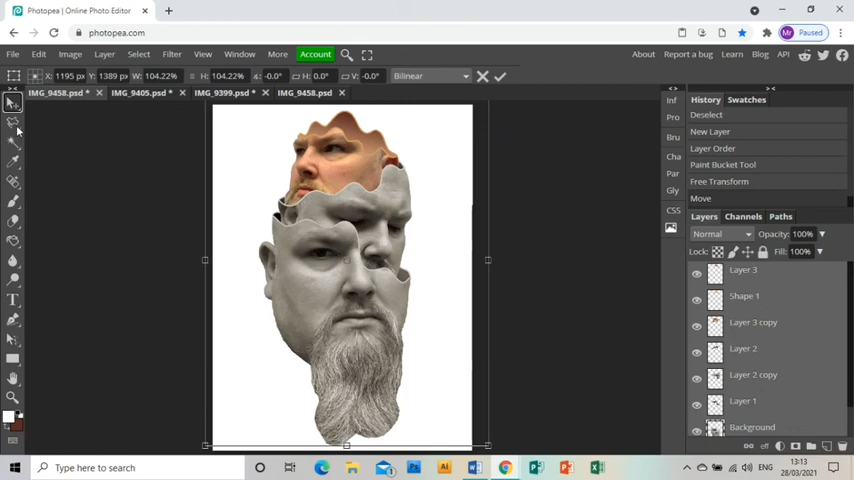 Photopea | Online Photo Editor
photopea.com
Mr
Paused
File Edit Image Layer Select Filter View Window More Account About Report a bug Learn Blog API
X: 1195 px Y: 1389 px W: 104.22% H: 104.22% -0.0° H: 0.0° V: -0.0° Bilinear
IMG_9458.psd * IMG_9405.psd * IMG_9399.psd * IMG_9458.psd
Inf
Pro
Bru
Cha
Par
Gly
CSS
History Swatches
Deselect
New Layer
Layer Order
Paint Bucket Tool
Free Transform
Move
Layers Channels Paths
Normal Opacity: 100%
Lock: Fill: 100%
Layer 3
Shape 1
Layer 3 copy
Layer 2
Layer 2 copy
Layer 1
Background
Type here to search
ENG
13:13
28/03/2021